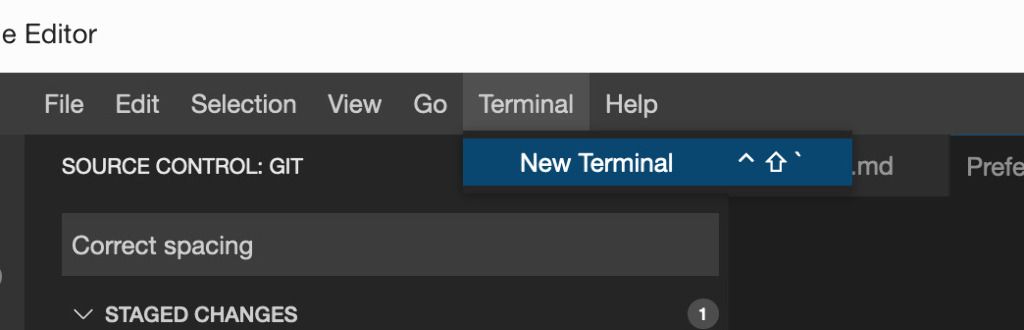 e Editor
File Edit Selection View Go Terminal Help
SOURCE CONTROL: GIT
New Terminal ^⇧`
.md
Prefe
Correct spacing
STAGED CHANGES 1